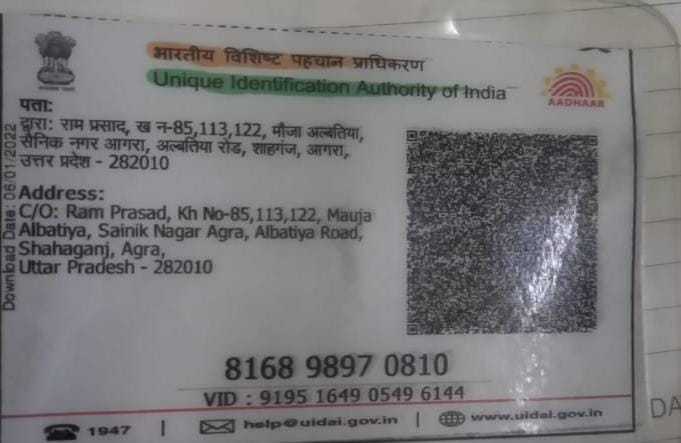 भारतीय विशिष्ट पहचान प्राधिकरण
Unique Identification Authority of India
AADHAAR
पता:
द्वारा: राम प्रसाद, ख न-85,113,122, मौजा अल्बतिया,
सैनिक नगर आगरा, अल्बतिया रोड, शाहगंज, आगरा,
उत्तर प्रदेश - 282010
Address:
C/O: Ram Prasad, Kh No-85,113,122, Mauja
Albatiya, Sainik Nagar Agra, Albatiya Road,
Shahaganj, Agra,
Uttar Pradesh - 282010
Download Date: 06/01/2022
8168 9897 0810
VID : 9195 1649 0549 6144
1947 | help@uidai.gov.in | www.uidai.gov.in
DA